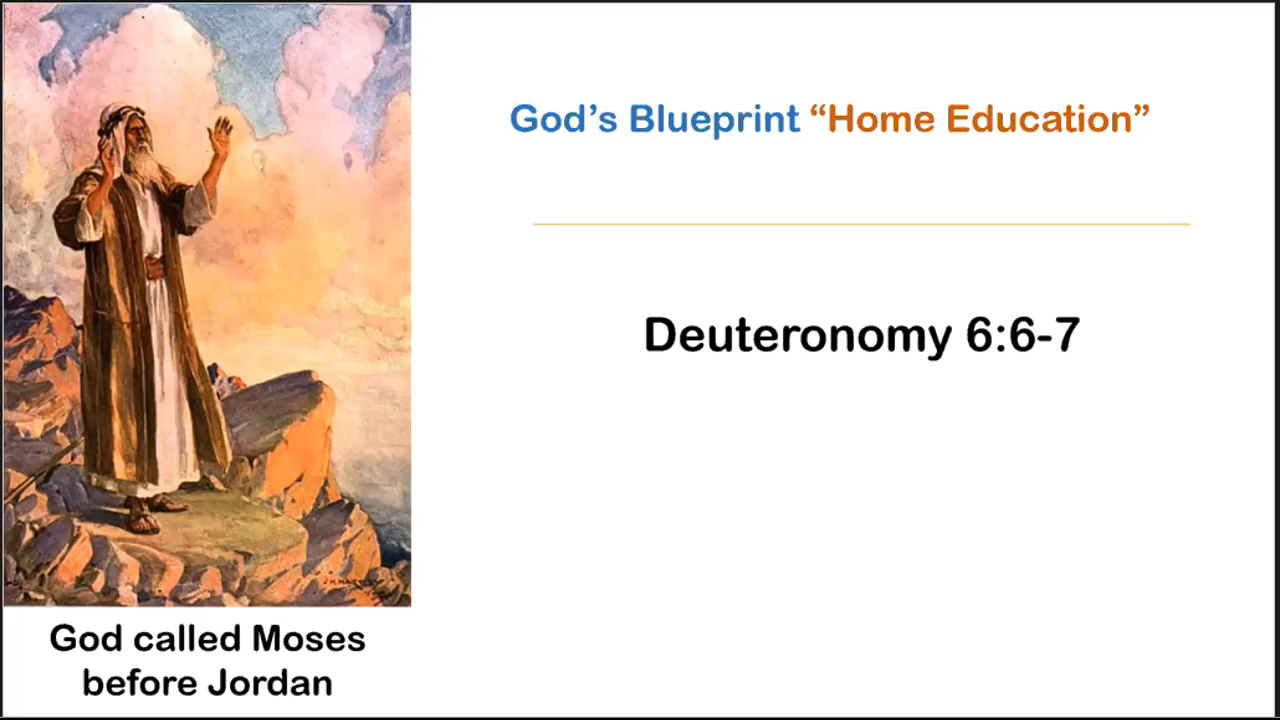 God’s Blueprint “Home Education”
Deuteronomy 6:6-7
God called Moses
before Jordan